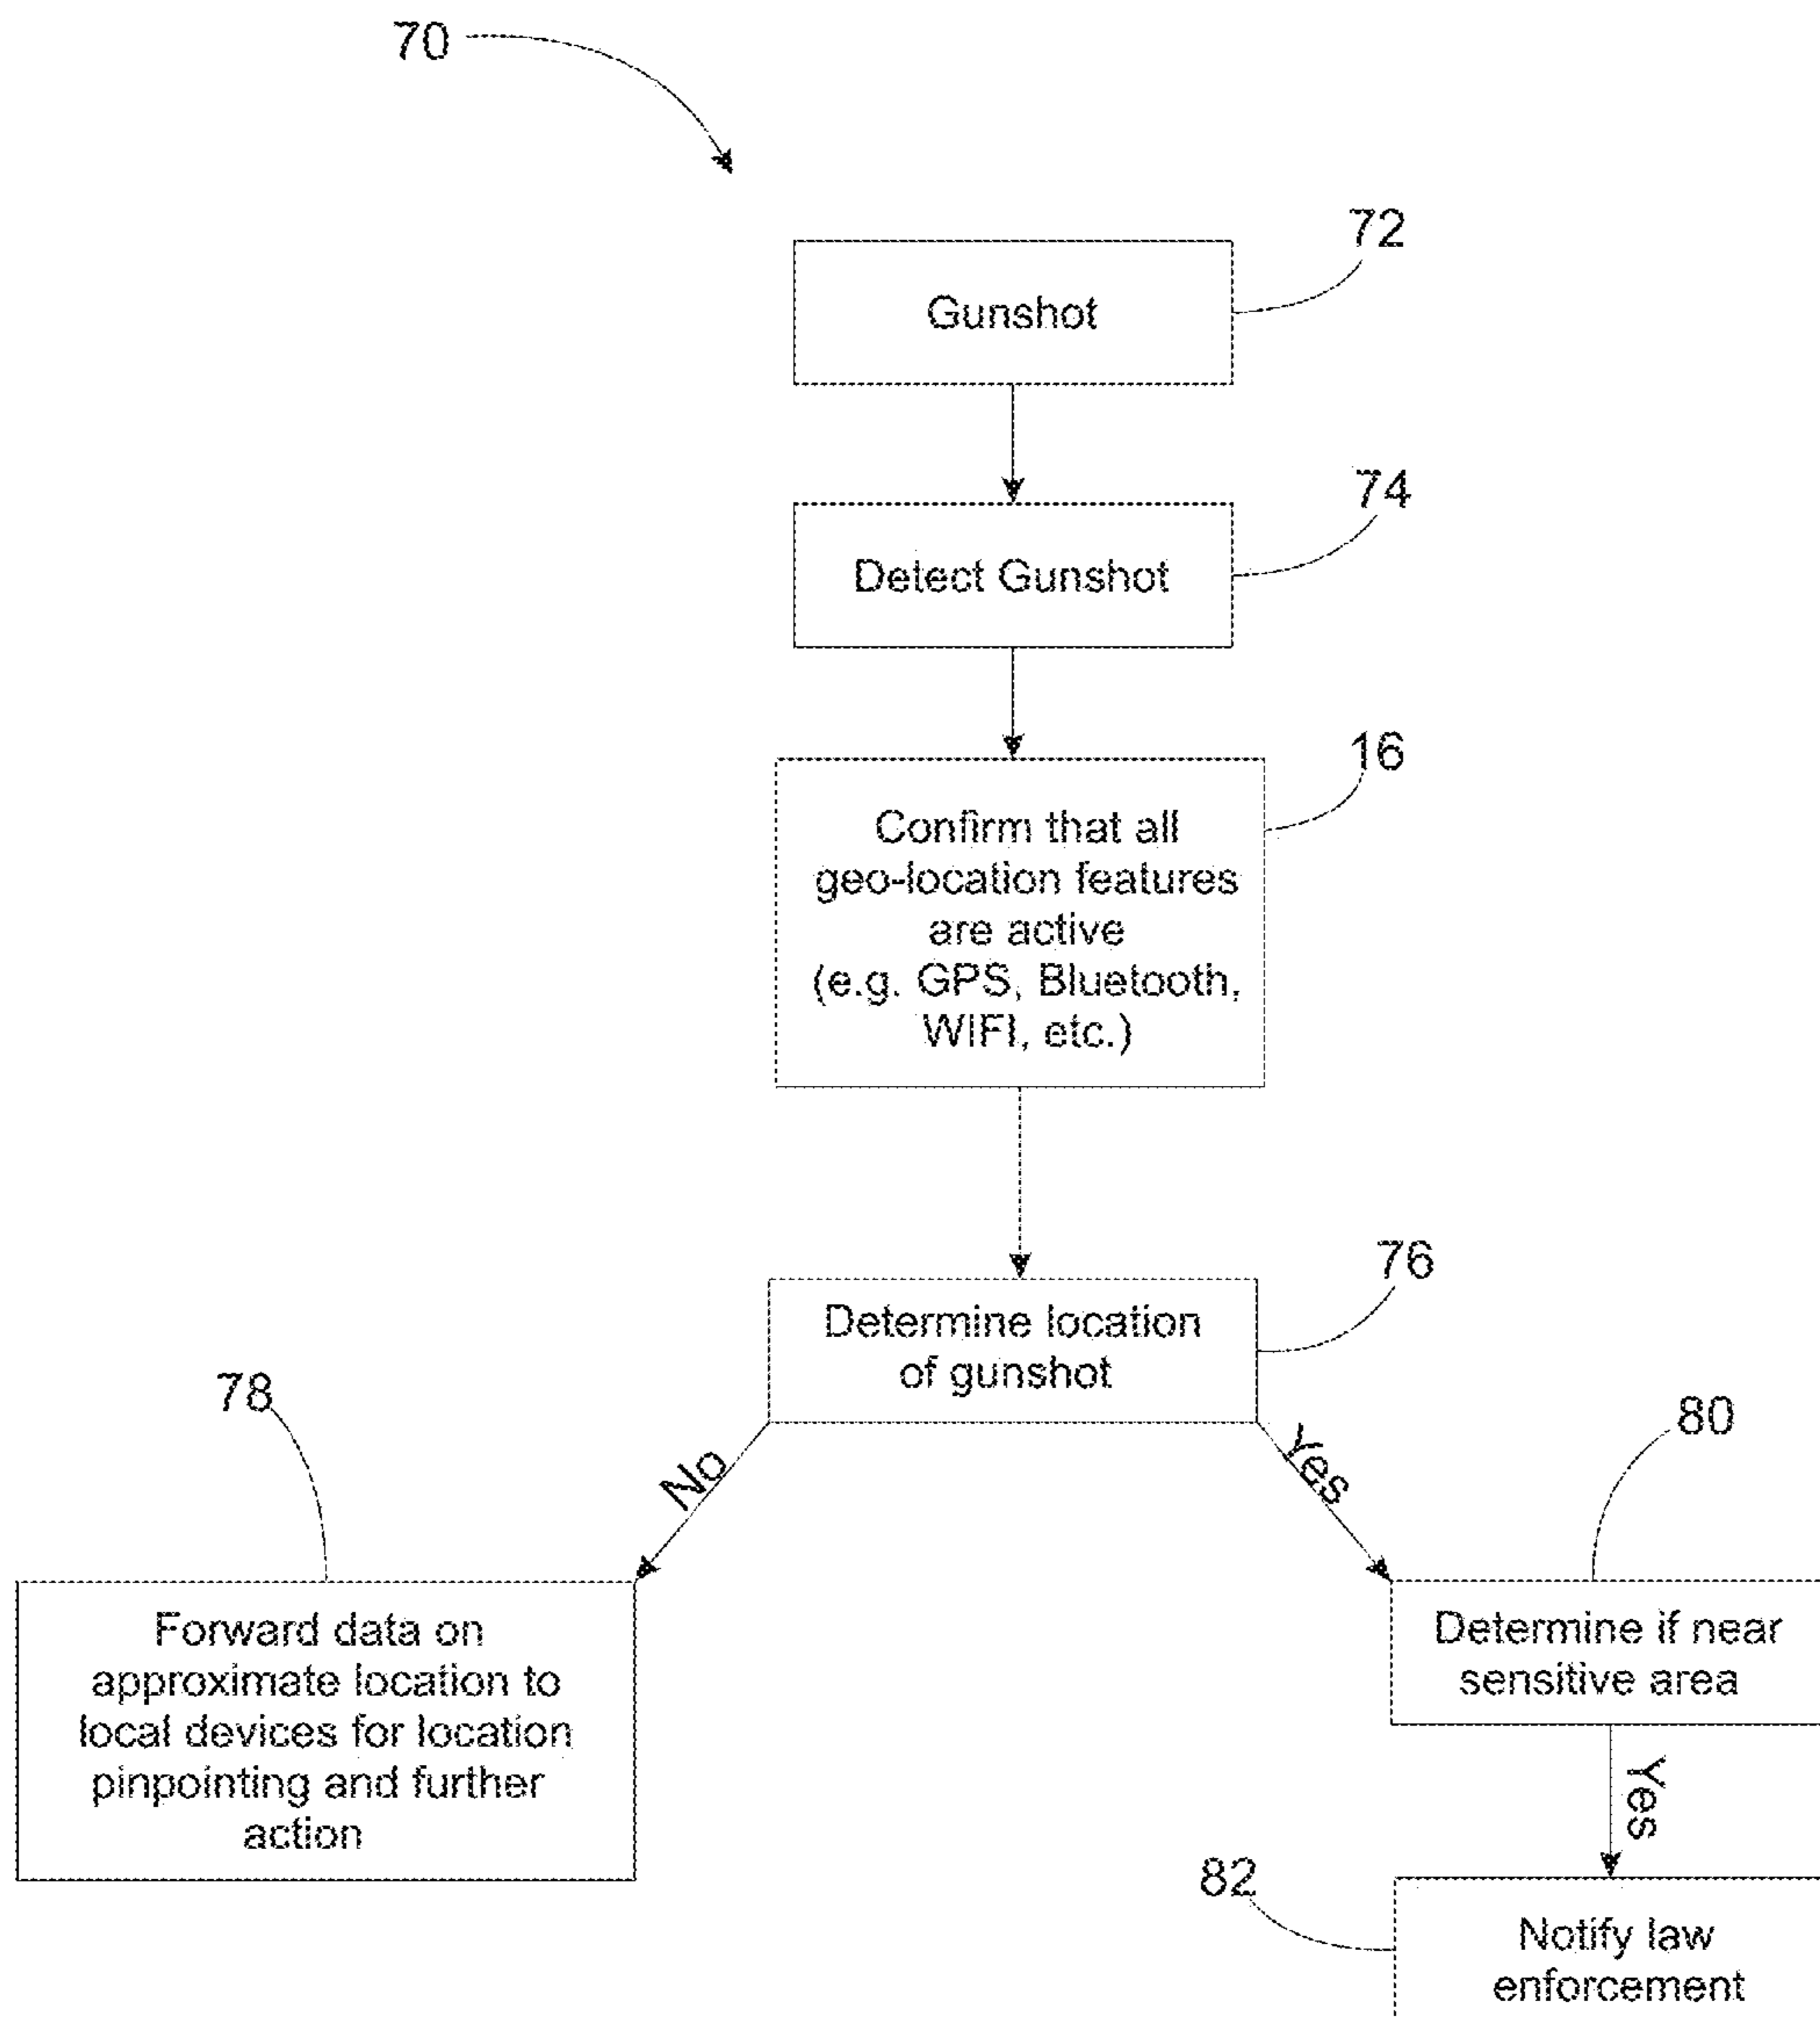 70
72
Gunshot
74
Detect Gunshot
16
Confirm that all
geo-location features
are active
(e.g. GPS, Bluetooth,
WIFI, etc.)
76
Determine location
of gunshot
78
No
Yes
80
Forward data on
approximate location to
local devices for location
pinpointing and further
action
Determine if near
sensitive area
Yes
82
Notify law
enforcement